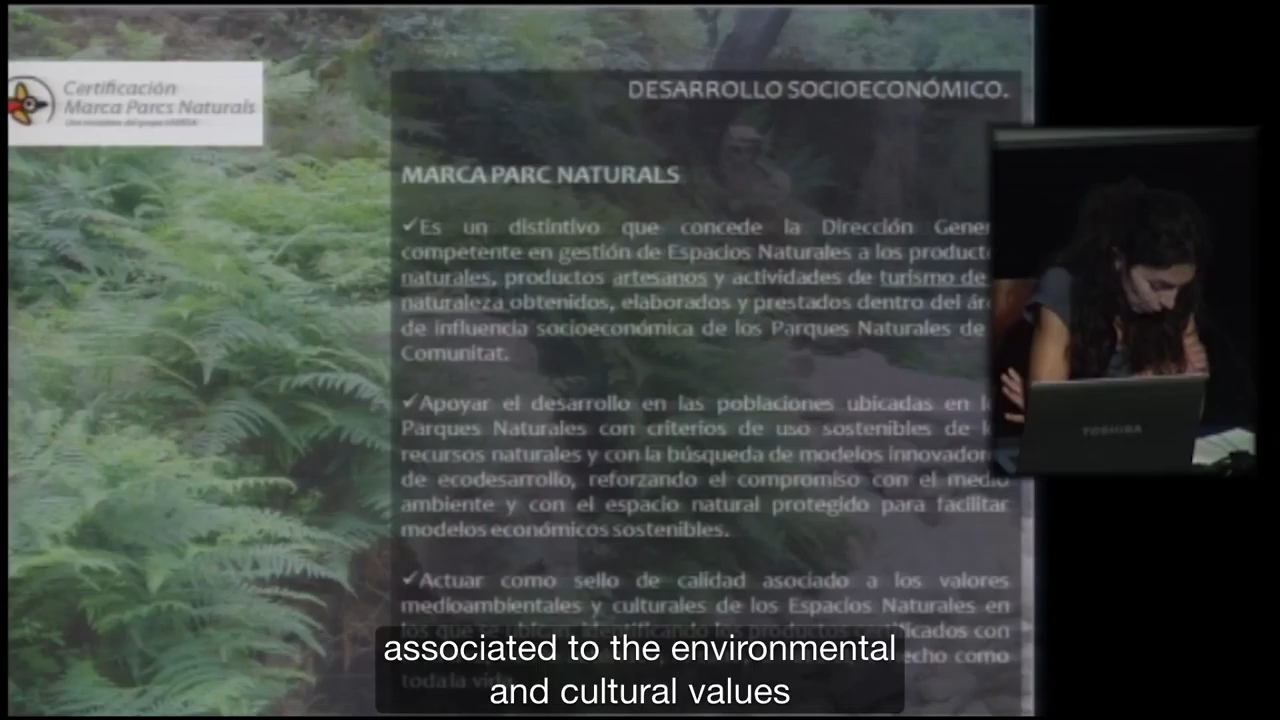 Certificación
Marca Parcs Naturals
DESARROLLO SOCIOECONÓMICO.
MARCA PARC NATURALS
✓Es un distintivo que concede la Dirección Gener
competente en gestión de Espacios Naturales a los product
naturales, productos artesanos y actividades de turismo de
naturaleza obtenidos, elaborados y prestados dentro del ár
de influencia socioeconómica de los Parques Naturales de
Comunitat.
✓Apoyar el desarrollo en las poblaciones ubicadas en l
Parques Naturales con criterios de uso sostenibles de l
recursos naturales y con la búsqueda de modelos innovador
de ecodesarrollo, reforzando el compromiso con el medio
ambiente y con el espacio natural protegido para facilitar
modelos económicos sostenibles.
✓Actuar como sello de calidad asociado a los valores
medioambientales y culturales de los Espacios Naturales en
cados con
echo como
toda la vida
TOSHIBA
associated to the environmental
and cultural values